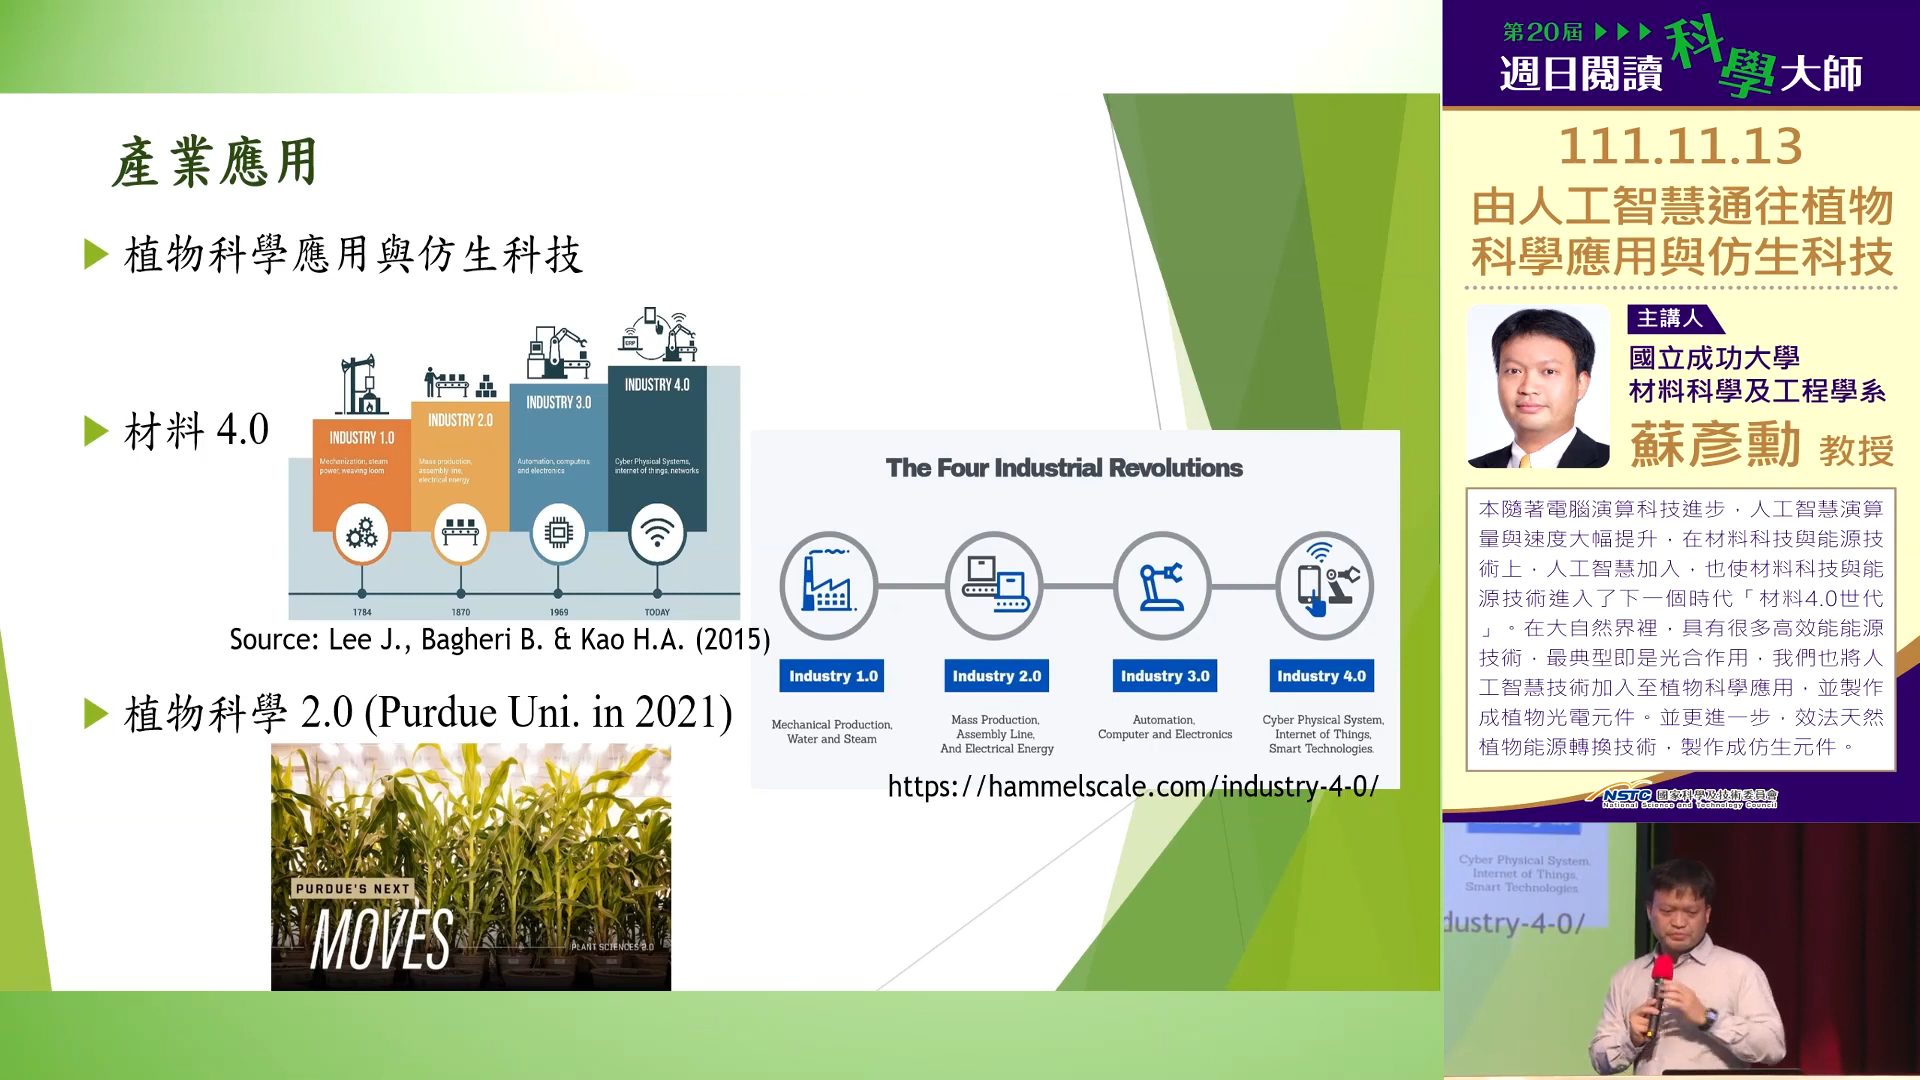 產業應用
植物科學應用與仿生科技
INDUSTRY 1.0
Mechanization, steam
power, weaving loom
INDUSTRY 2.0
Mass production,
assembly line,
electrical energy
INDUSTRY 3.0
Automation, computers
and electronics
INDUSTRY 4.0
Cyber Physical Systems,
internet of things, networks
ERP
1784
1870
1969
TODAY
材料 4.0
Source: Lee J., Bagheri B. & Kao H.A. (2015)
The Four Industrial Revolutions
Industry 1.0
Mechanical Production,
Water and Steam
Industry 2.0
Mass Production,
Assembly Line,
And Electrical Energy
Industry 3.0
Automation,
Computer and Electronics
Industry 4.0
Cyber Physical System,
Internet of Things,
Smart Technologies.
https://hammelscale.com/industry-4-0/
植物科學 2.0 (Purdue Uni. in 2021)
PURDUE'S NEXT
MOVES
PLANT SCIENCES 2.0
第20屆
週日閱讀科學大師
111.11.13
由人工智慧通往植物
科學應用與仿生科技
主講人
國立成功大學
材料科學及工程學系
蘇彥勳 教授
本隨著電腦演算科技進步，人工智慧演算
量與速度大幅提升，在材料科技與能源技
術上，人工智慧加入，也使材料科技與能
源技術進入了下一個時代「材料4.0世代
」。在大自然界裡，具有很多高效能能源
技術，最典型即是光合作用，我們也將人
工智慧技術加入至植物科學應用，並製作
成植物光電元件。並更進一步，效法天然
植物能源轉換技術，製作成仿生元件。
NSTC 國家科學及技術委員會
National Science and Technology Council
Cyber Physical System,
Internet of Things,
Smart Technologies
dustry-4-0/